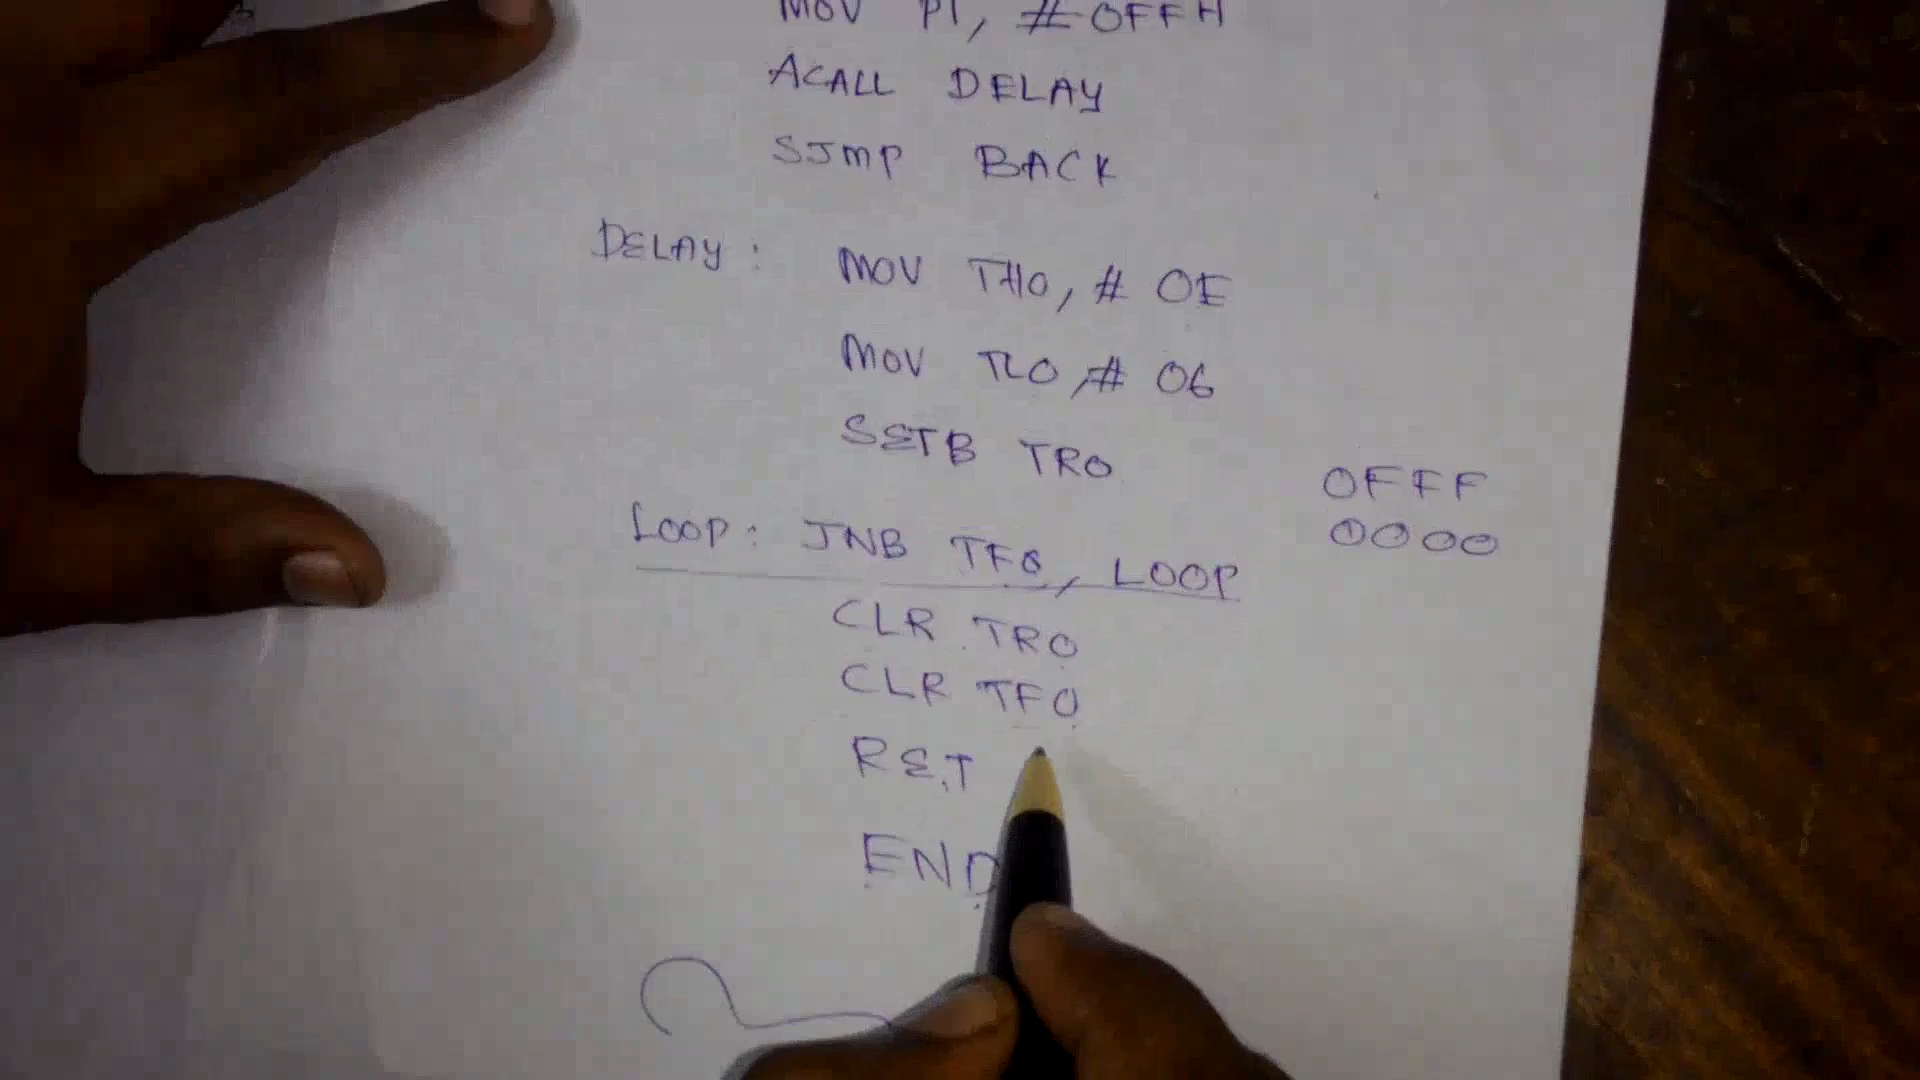 MOV P1, #0FFH
ACALL DELAY
SJMP BACK
DELAY: MOV TH0, # 0E
MOV TL0, # 06
SETB TR0
0FFF
0000
LOOP: JNB TF0, LOOP
CLR TR0
CLR TF0
RET
END